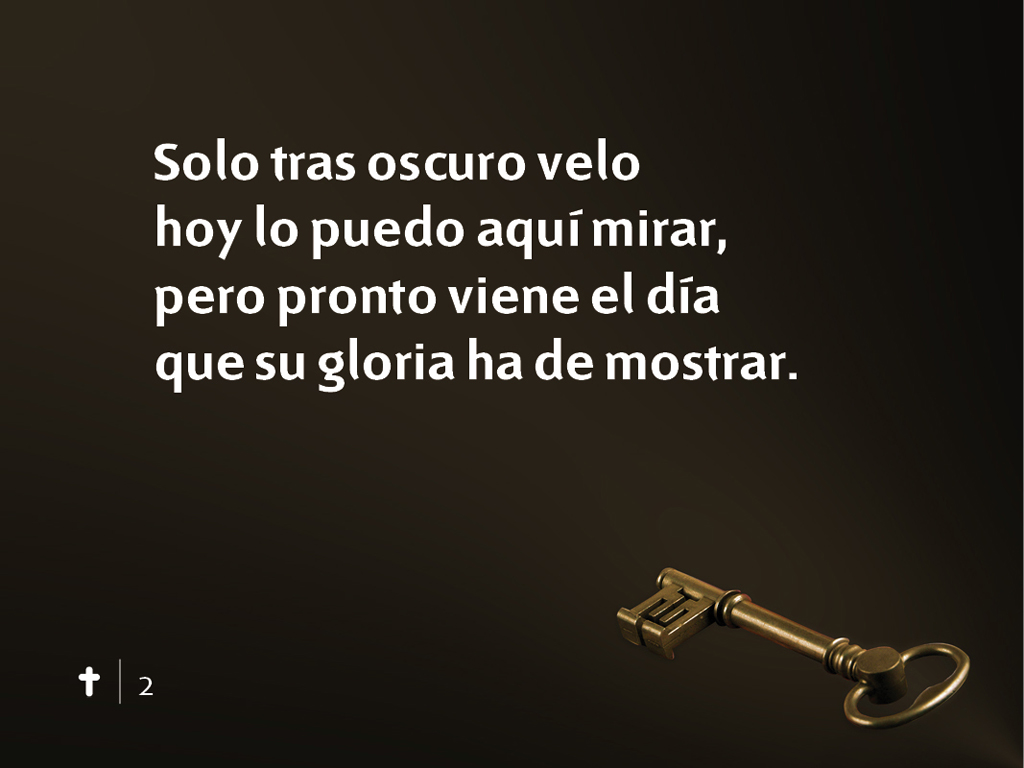 Solo tras oscuro velo
hoy lo puedo aquí mirar,
pero pronto viene el día
que su gloria ha de mostrar.
2